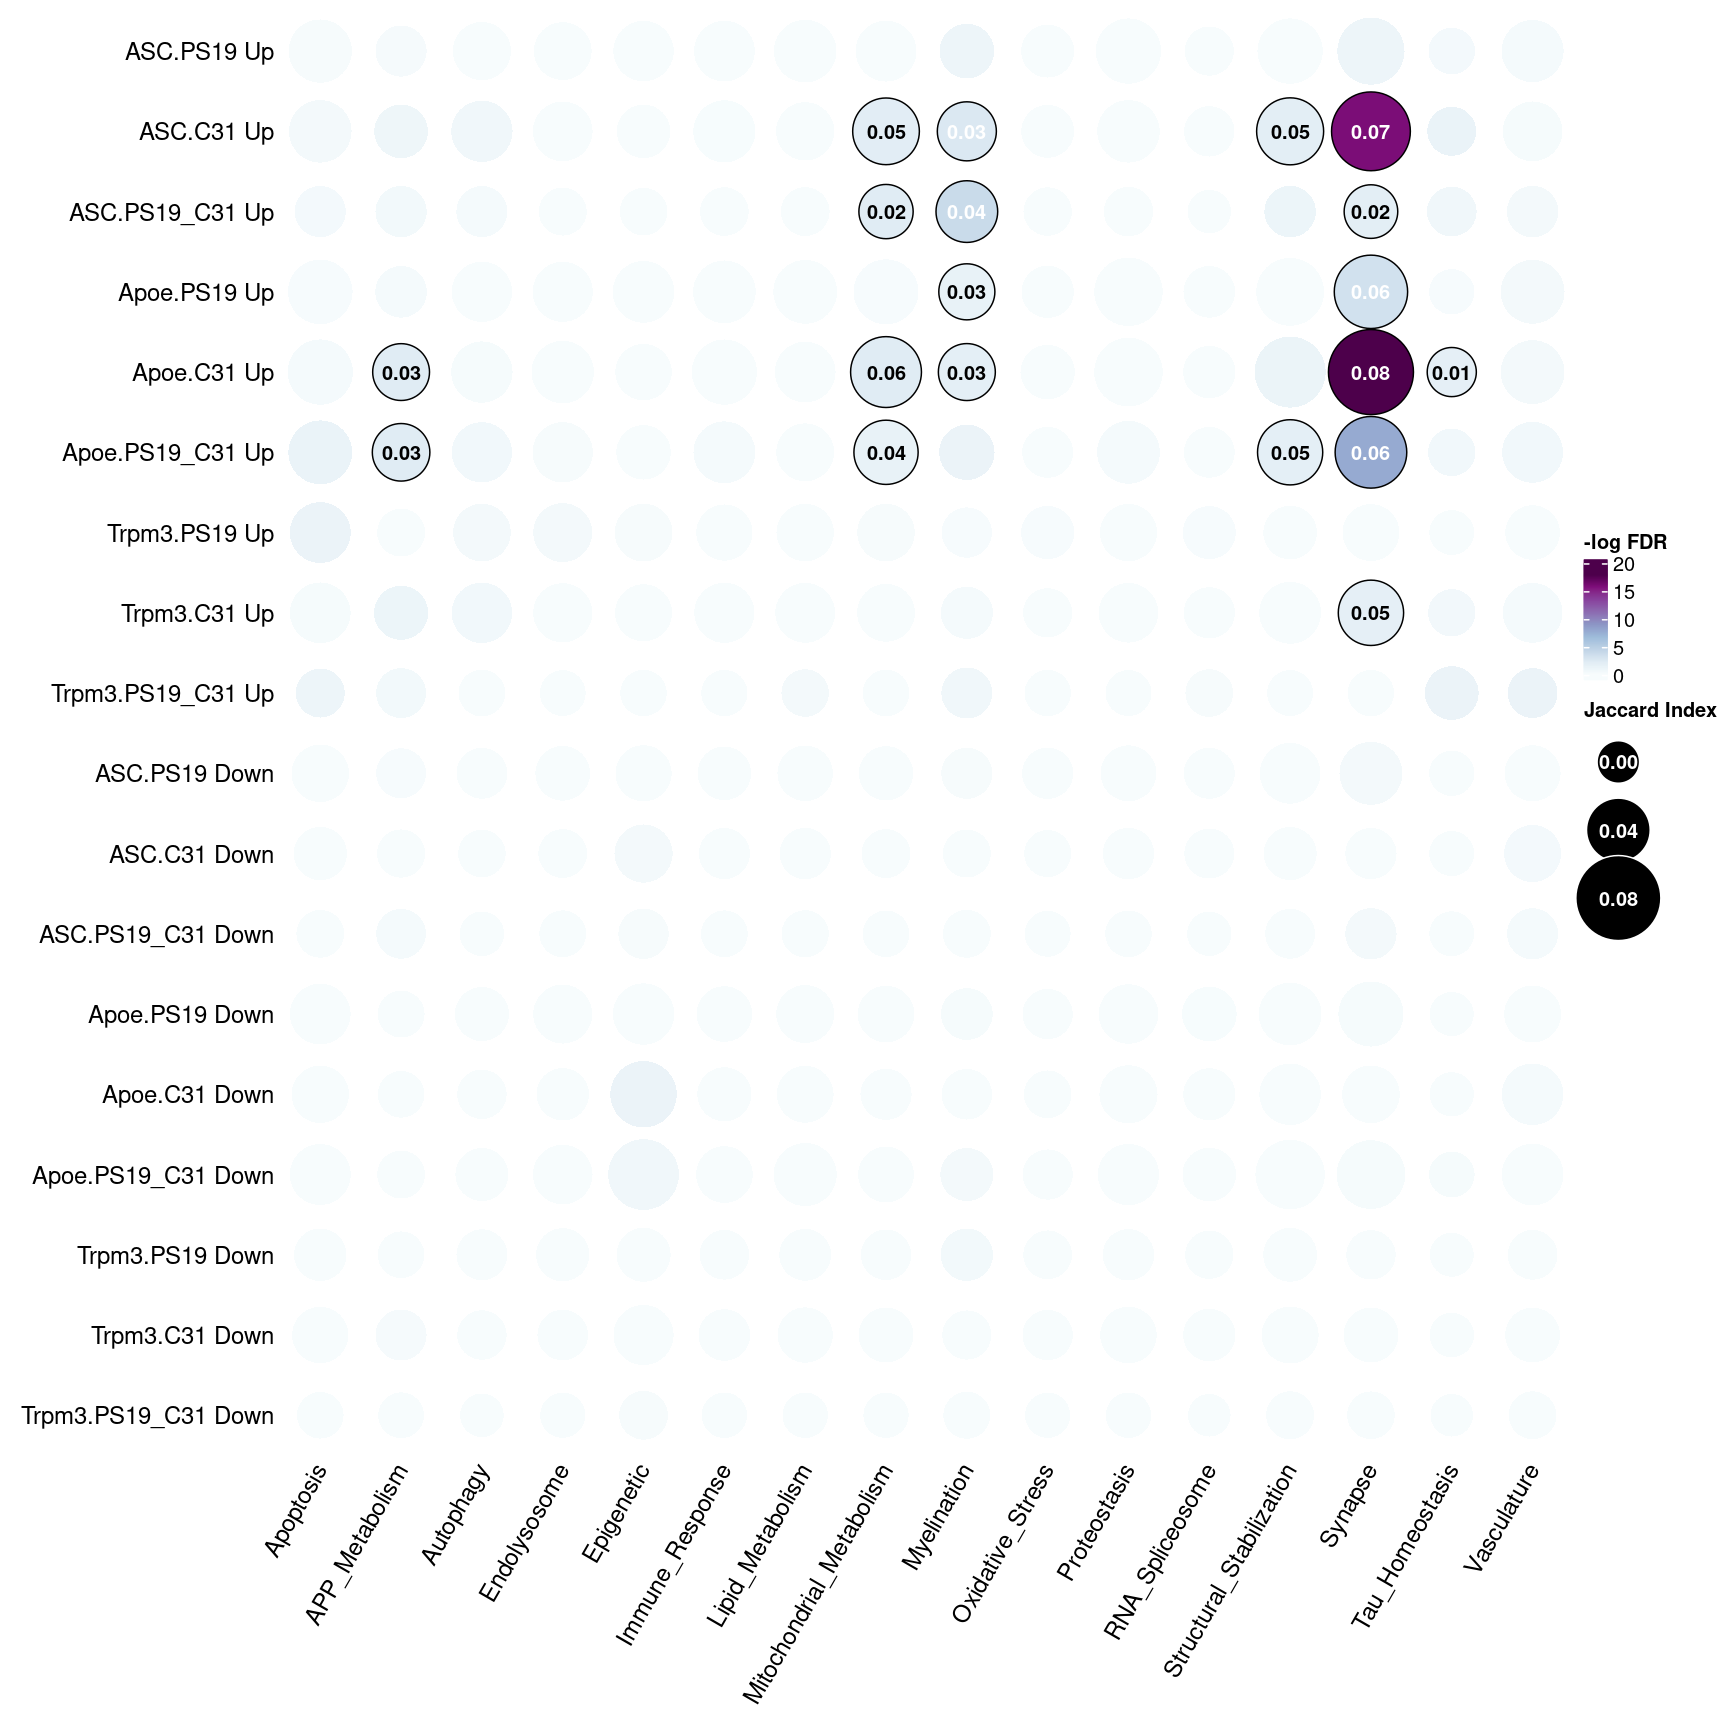 ASC.PS19 Up
ASC.C31 Up 0.05 0.03 0.05 0.07
ASC.PS19_C31 Up 0.02 0.04 0.02
Apoe.PS19 Up 0.03 0.06
Apoe.C31 Up 0.03 0.06 0.03 0.08 0.01
Apoe.PS19_C31 Up 0.03 0.04 0.05 0.06
Trpm3.PS19 Up
Trpm3.C31 Up 0.05
Trpm3.PS19_C31 Up
ASC.PS19 Down
ASC.C31 Down
ASC.PS19_C31 Down
Apoe.PS19 Down
Apoe.C31 Down
Apoe.PS19_C31 Down
Trpm3.PS19 Down
Trpm3.C31 Down
Trpm3.PS19_C31 Down
Apoptosis
APP_Metabolism
Autophagy
Endolysosome
Epigenetic
Immune_Response
Lipid_Metabolism
Mitochondrial_Metabolism
Myelination
Oxidative_Stress
Proteostasis
RNA_Spliceosome
Structural_Stabilization
Synapse
Tau_Homeostasis
Vasculature
-log FDR
20
15
10
5
0
Jaccard Index
0.00
0.04
0.08